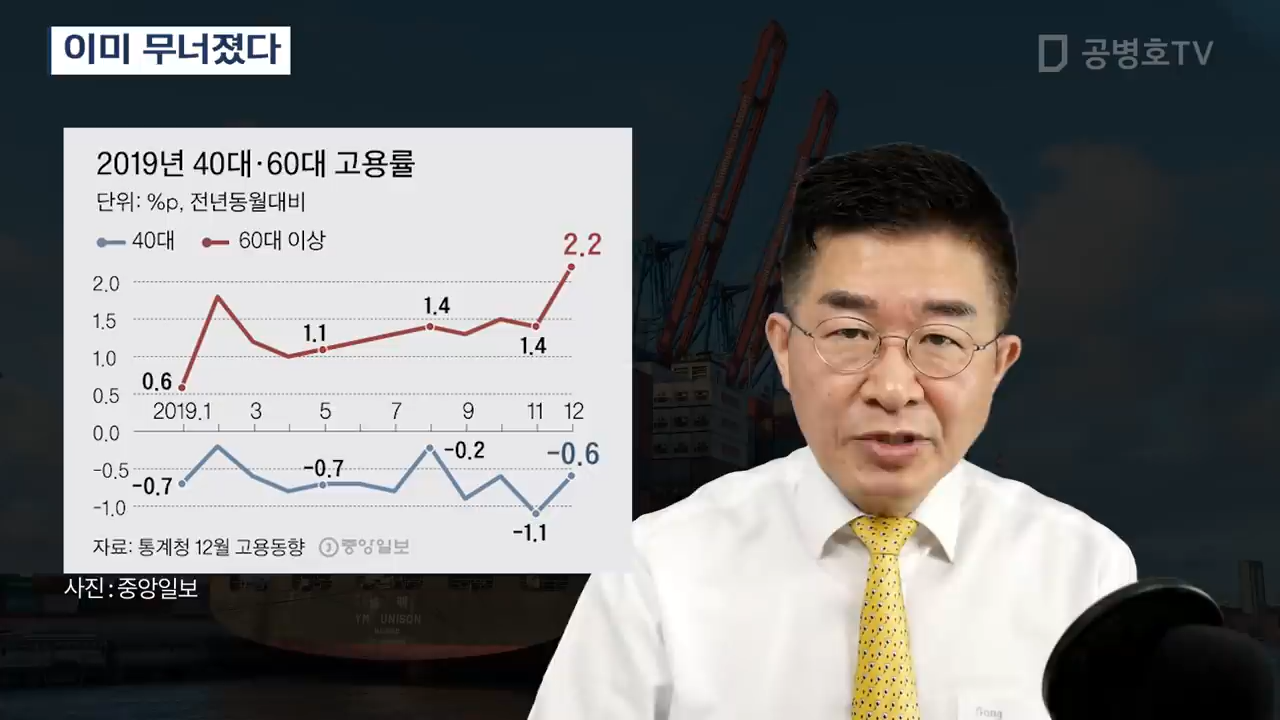 이미 무너졌다
공병호TV
2019년 40대·60대 고용률
단위: %p, 전년동월대비
40대 60대 이상
2.2
2.0
1.5
1.4
1.1
1.4
1.0
0.6
0.5
2019.1 3 5 7 9 11 12
0.0
-0.2
-0.6
-0.5
-0.7
-0.7
-1.0
-1.1
자료: 통계청 12월 고용동향 중앙일보
사진 : 중앙일보
YM UNISON
Gong